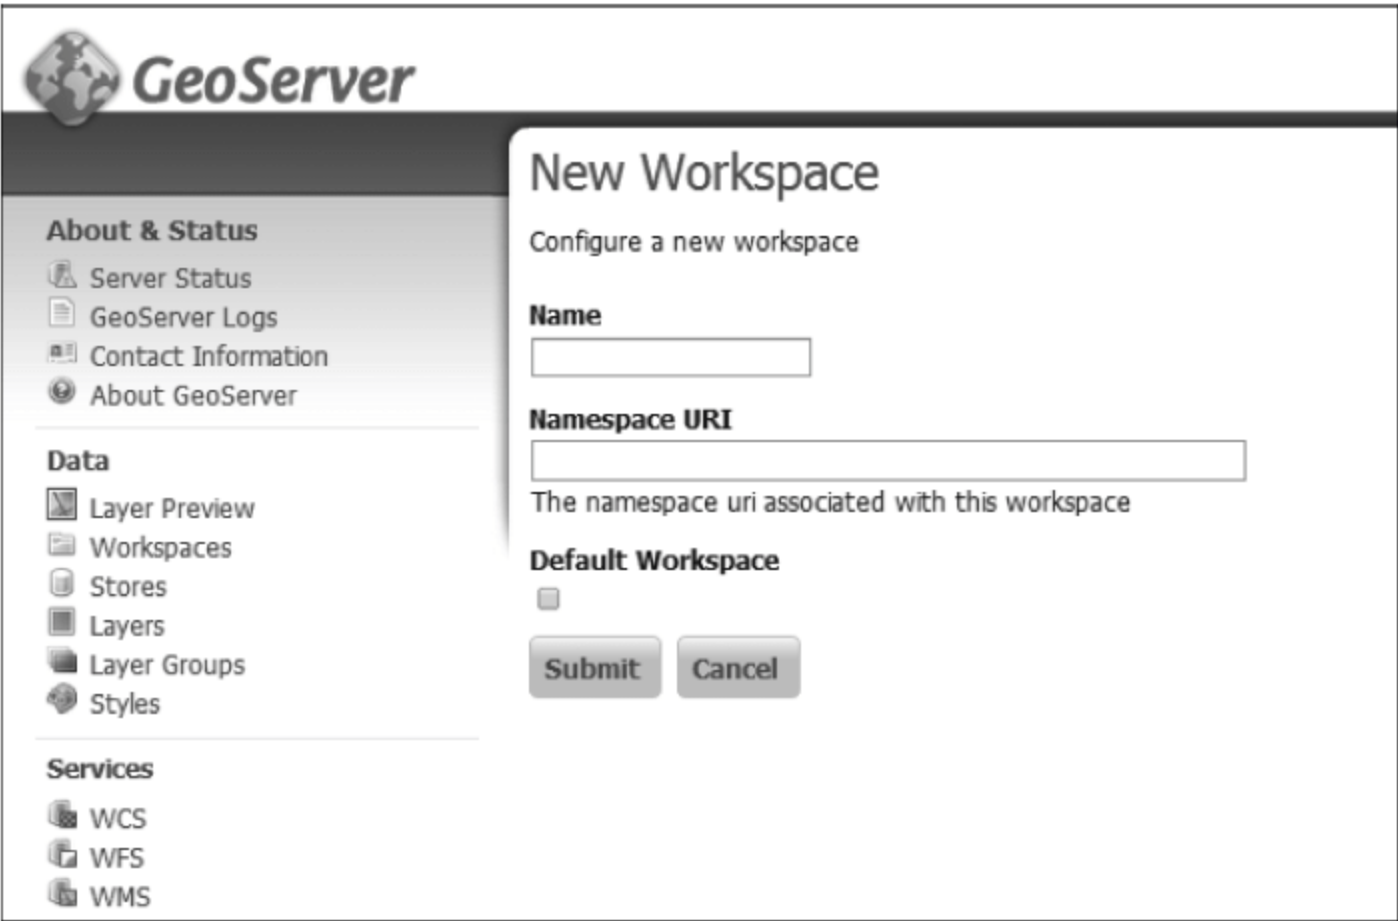 GeoServer
About & Status
Server Status
GeoServer Logs
Contact Information
About GeoServer
Data
Layer Preview
Workspaces
Stores
Layers
Layer Groups
Styles
Services
WCS
WFS
WMS
New Workspace
Configure a new workspace
Name
Namespace URI
The namespace uri associated with this workspace
Default Workspace
Submit Cancel